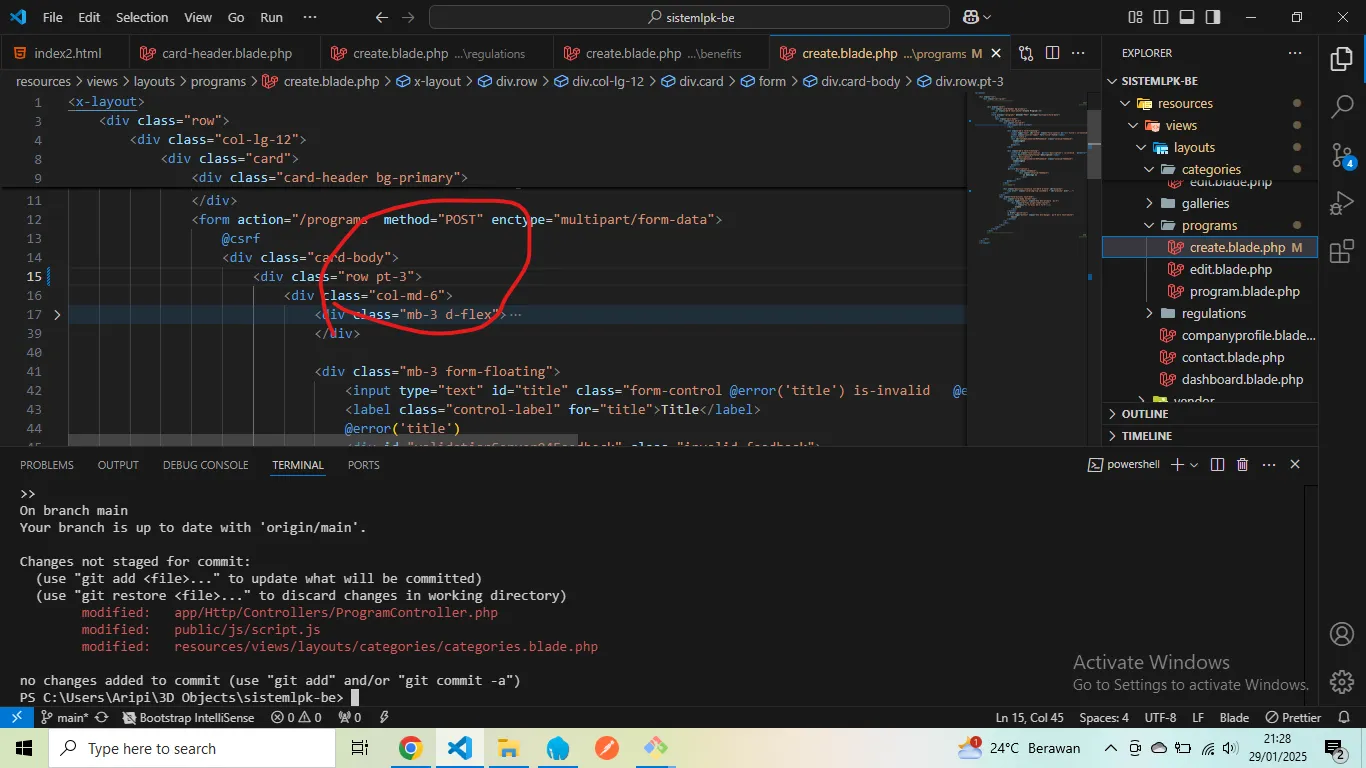 File Edit Selection View Go Run ··· sistemlpk-be
index2.html card-header.blade.php create.blade.php ...\regulations create.blade.php ...\benefits create.blade.php ...\programs M
resources > views > layouts > programs > create.blade.php > x-layout > div.row > div.col-lg-12 > div.card > form > div.card-body > div.row.pt-3
1 <x-layout>
3 <div class="row">
4 <div class="col-lg-12">
8 <div class="card">
9 <div class="card-header bg-primary">
11 </div>
12 <form action="/programs" method="POST" enctype="multipart/form-data">
13 @csrf
14 <div class="card-body">
15 <div class="row pt-3">
16 <div class="col-md-6">
17 <div class="mb-3 d-flex"> ···
39 </div>
40
41 <div class="mb-3 form-floating">
42 <input type="text" id="title" class="form-control @error('title') is-invalid @e
43 <label class="control-label" for="title">Title</label>
44 @error('title')
EXPLORER
SISTEMLPK-BE
resources
views
layouts
categories
edit.blade.php
galleries
programs
create.blade.php M
edit.blade.php
program.blade.php
regulations
companyprofile.blade...
contact.blade.php
dashboard.blade.php
vendor
OUTLINE
TIMELINE
4
PROBLEMS OUTPUT DEBUG CONSOLE TERMINAL PORTS powershell
>>
On branch main
Your branch is up to date with 'origin/main'.
Changes not staged for commit:
(use "git add <file>..." to update what will be committed)
(use "git restore <file>..." to discard changes in working directory)
modified: app/Http/Controllers/ProgramController.php
modified: public/js/script.js
modified: resources/views/layouts/categories/categories.blade.php
no changes added to commit (use "git add" and/or "git commit -a")
PS C:\Users\Aripi\3D Objects\sistemlpk-be>
Activate Windows
Go to Settings to activate Windows.
main* Bootstrap IntelliSense 0 0 0 Ln 15, Col 45 Spaces: 4 UTF-8 LF Blade Prettier
Type here to search 1 24°C Berawan 21:28
29/01/2025 2